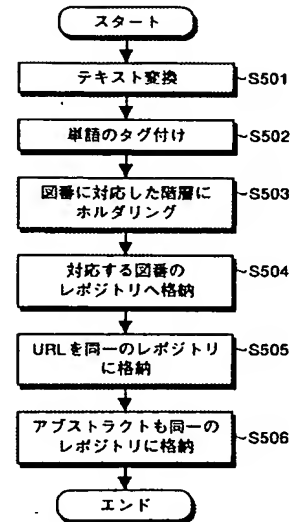 スタート
テキスト変換
S501
単語のタグ付け
S502
図番に対応した階層に
ホルダリング
S503
対応する図番の
レポジトリへ格納
S504
URLを同一のレポジトリ
に格納
S505
アブストラクトも同一の
レポジトリに格納
S506
エンド